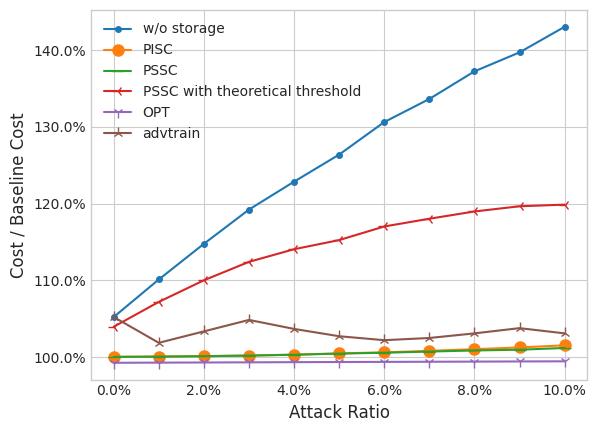 w/o storage
PISC
PSSC
PSSC with theoretical threshold
OPT
advtrain
Cost / Baseline Cost
140.0%
130.0%
120.0%
110.0%
100.0%
0.0% 2.0% 4.0% 6.0% 8.0% 10.0%
Attack Ratio